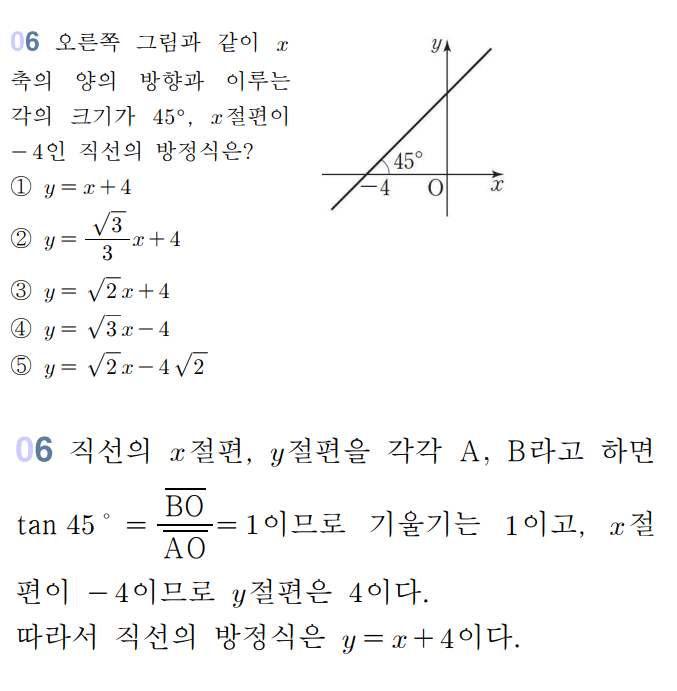 06 오른쪽 그림과 같이 x
축의 양의 방향과 이루는
각의 크기가 45°, x절편이
－4인 직선의 방정식은?
① y=x+4
② y=√3/3 x+4
③ y=√2x+4
④ y=√3x－4
⑤ y=√2x－4√2
y
45°
－4 O x
06 직선의 x절편, y절편을 각각 A, B라고 하면
tan 45° = BO/AO = 1이므로 기울기는 1이고, x절
편이 －4이므로 y절편은 4이다.
따라서 직선의 방정식은 y=x+4이다.